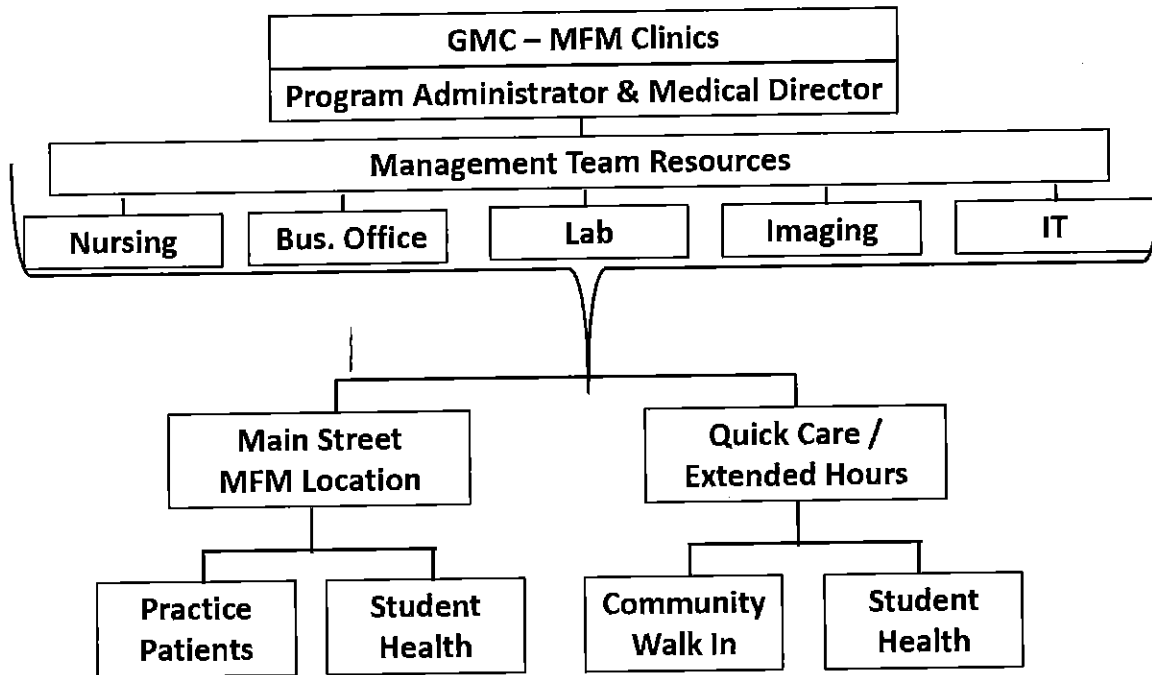 GMC – MFM Clinics
Program Administrator & Medical Director
Management Team Resources
Nursing
Bus. Office
Lab
Imaging
IT
Main Street
MFM Location
Quick Care /
Extended Hours
Practice
Patients
Student
Health
Community
Walk In
Student
Health